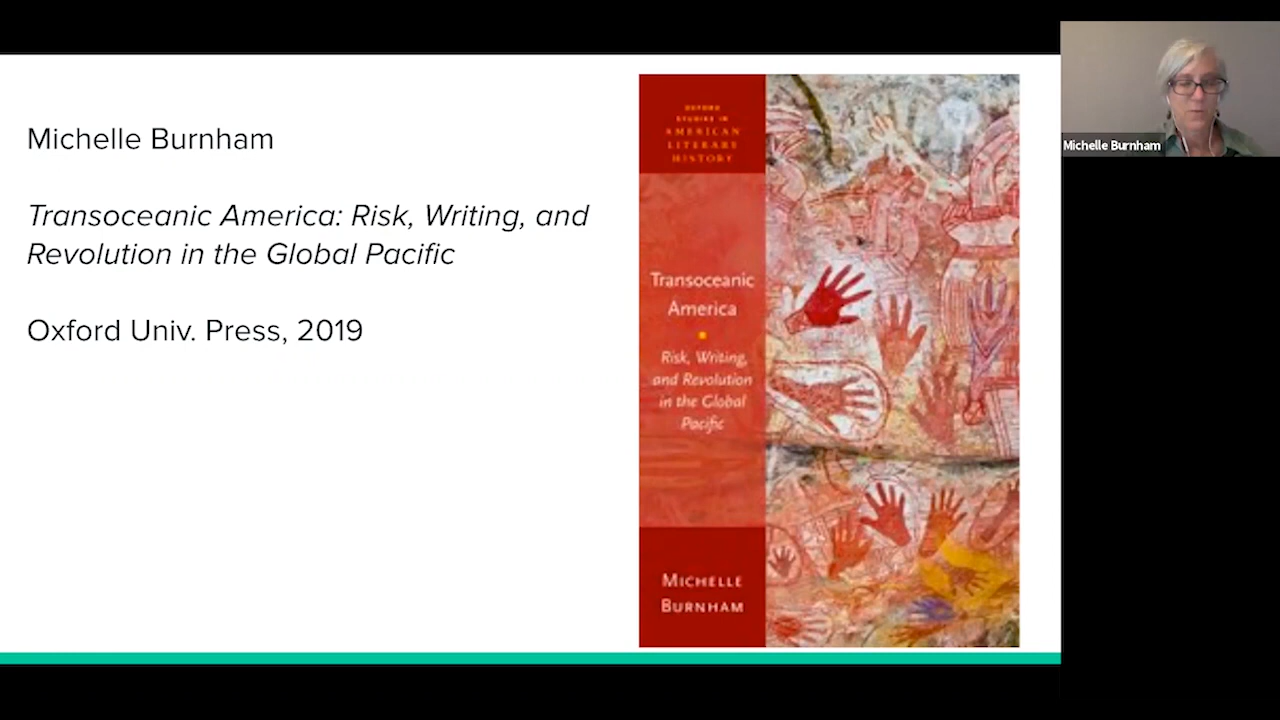 Michelle Burnham
Transoceanic America: Risk, Writing, and
Revolution in the Global Pacific
Oxford Univ. Press, 2019
OXFORD
STUDIES IN
AMERICAN
LITERARY
HISTORY
Transoceanic
America
Risk, Writing,
and Revolution
in the Global
Pacific
MICHELLE
BURNHAM
Michelle Burnham